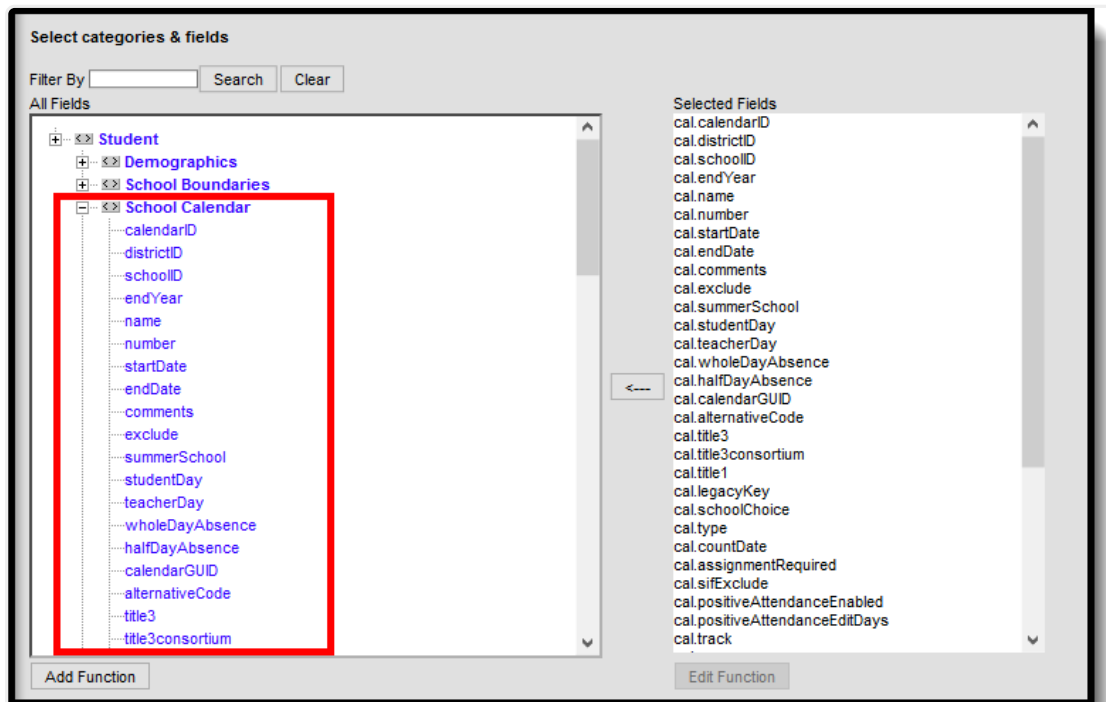 Select categories & fields
Filter By
Search
Clear
All Fields
Student
Demographics
School Boundaries
School Calendar
calendarID
districtID
schoolID
endYear
name
number
startDate
endDate
comments
exclude
summerSchool
studentDay
teacherDay
wholeDayAbsence
halfDayAbsence
calendarGUID
alternativeCode
title3
title3consortium
Add Function
<---
Selected Fields
cal.calendarID
cal.districtID
cal.schoolID
cal.endYear
cal.name
cal.number
cal.startDate
cal.endDate
cal.comments
cal.exclude
cal.summerSchool
cal.studentDay
cal.teacherDay
cal.wholeDayAbsence
cal.halfDayAbsence
cal.calendarGUID
cal.alternativeCode
cal.title3
cal.title3consortium
cal.title1
cal.legacyKey
cal.schoolChoice
cal.type
cal.countDate
cal.assignmentRequired
cal.sifExclude
cal.positiveAttendanceEnabled
cal.positiveAttendanceEditDays
cal.track
Edit Function